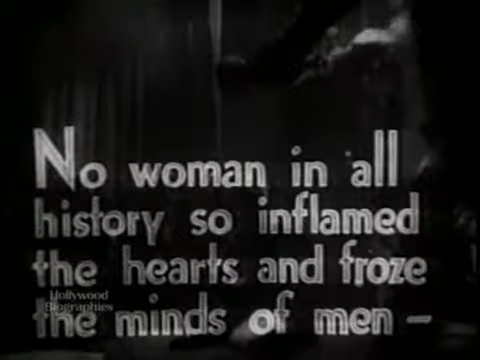 No woman in all
history so inflamed
the hearts and froze
the minds of men –
Hollywood
Biographies